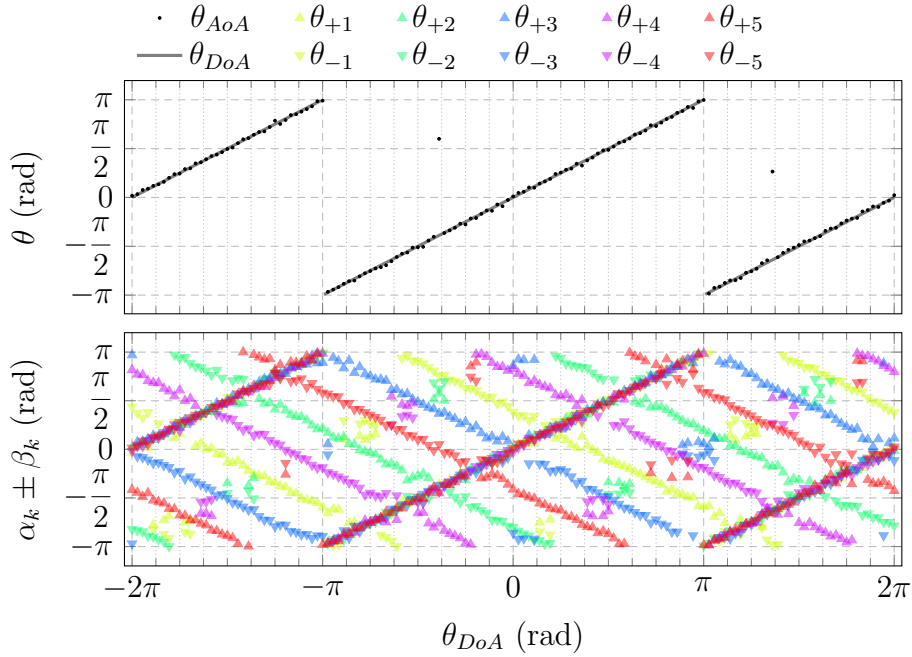 θ_AoA θ_+1 θ_+2 θ_+3 θ_+4 θ_+5
θ_DoA θ_−1 θ_−2 θ_−3 θ_−4 θ_−5
π
π/2
0
−π/2
−π
θ (rad)
π
π/2
0
−π/2
−π
α_k ± β_k (rad)
−2π −π 0 π 2π
θ_DoA (rad)